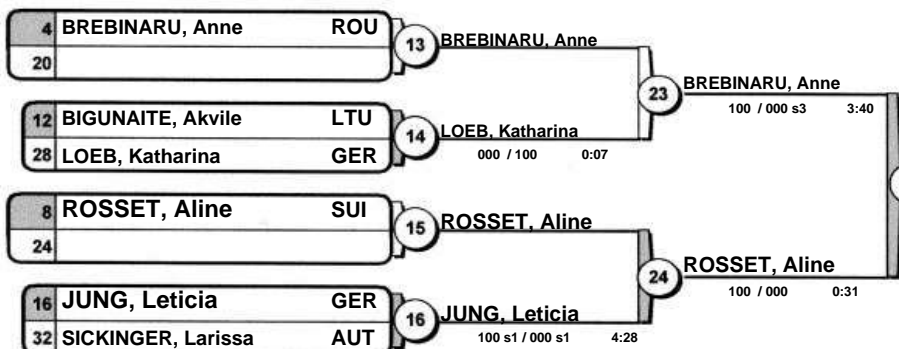 4 BREBINARU, Anne ROU
20
13
BREBINARU, Anne
12 BIGUNAITE, Akvile LTU
28 LOEB, Katharina GER
14
LOEB, Katharina
000 / 100 0:07
23
BREBINARU, Anne
100 / 000 s3 3:40
8 ROSSET, Aline SUI
24
15
ROSSET, Aline
16 JUNG, Leticia GER
32 SICKINGER, Larissa AUT
16
JUNG, Leticia
100 s1 / 000 s1 4:28
24
ROSSET, Aline
100 / 000 0:31